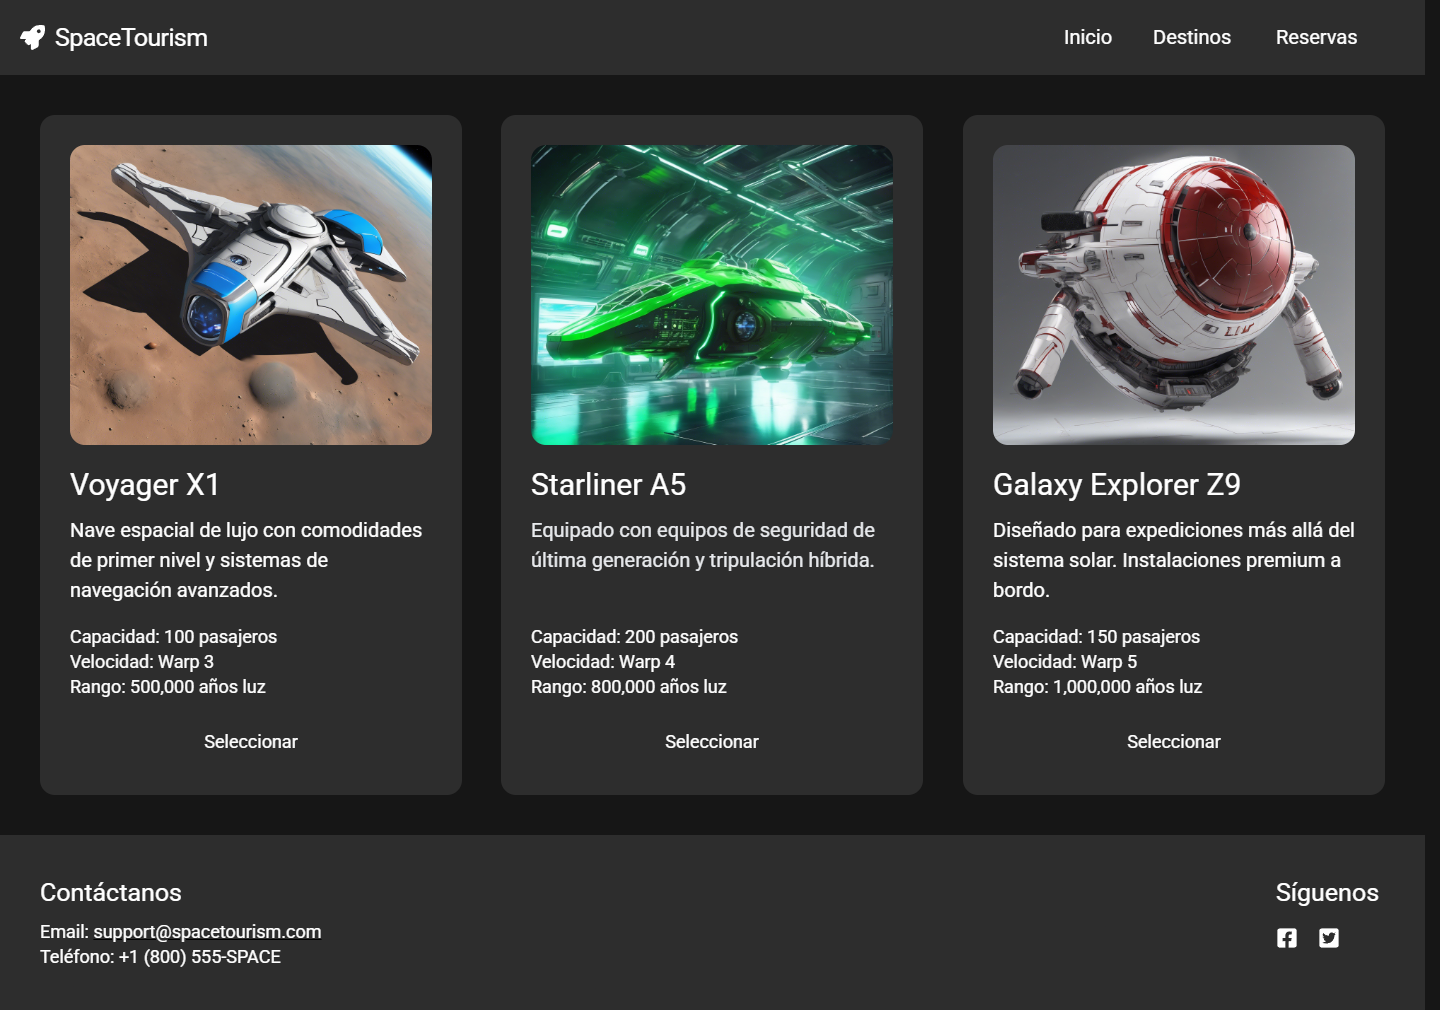 SpaceTourism
Inicio
Destinos
Reservas
Voyager X1
Nave espacial de lujo con comodidades
de primer nivel y sistemas de
navegación avanzados.
Capacidad: 100 pasajeros
Velocidad: Warp 3
Rango: 500,000 años luz
Seleccionar
Starliner A5
Equipado con equipos de seguridad de
última generación y tripulación híbrida.
Capacidad: 200 pasajeros
Velocidad: Warp 4
Rango: 800,000 años luz
Seleccionar
Galaxy Explorer Z9
Diseñado para expediciones más allá del
sistema solar. Instalaciones premium a
bordo.
Capacidad: 150 pasajeros
Velocidad: Warp 5
Rango: 1,000,000 años luz
Seleccionar
Contáctanos
Email: support@spacetourism.com
Teléfono: +1 (800) 555-SPACE
Síguenos